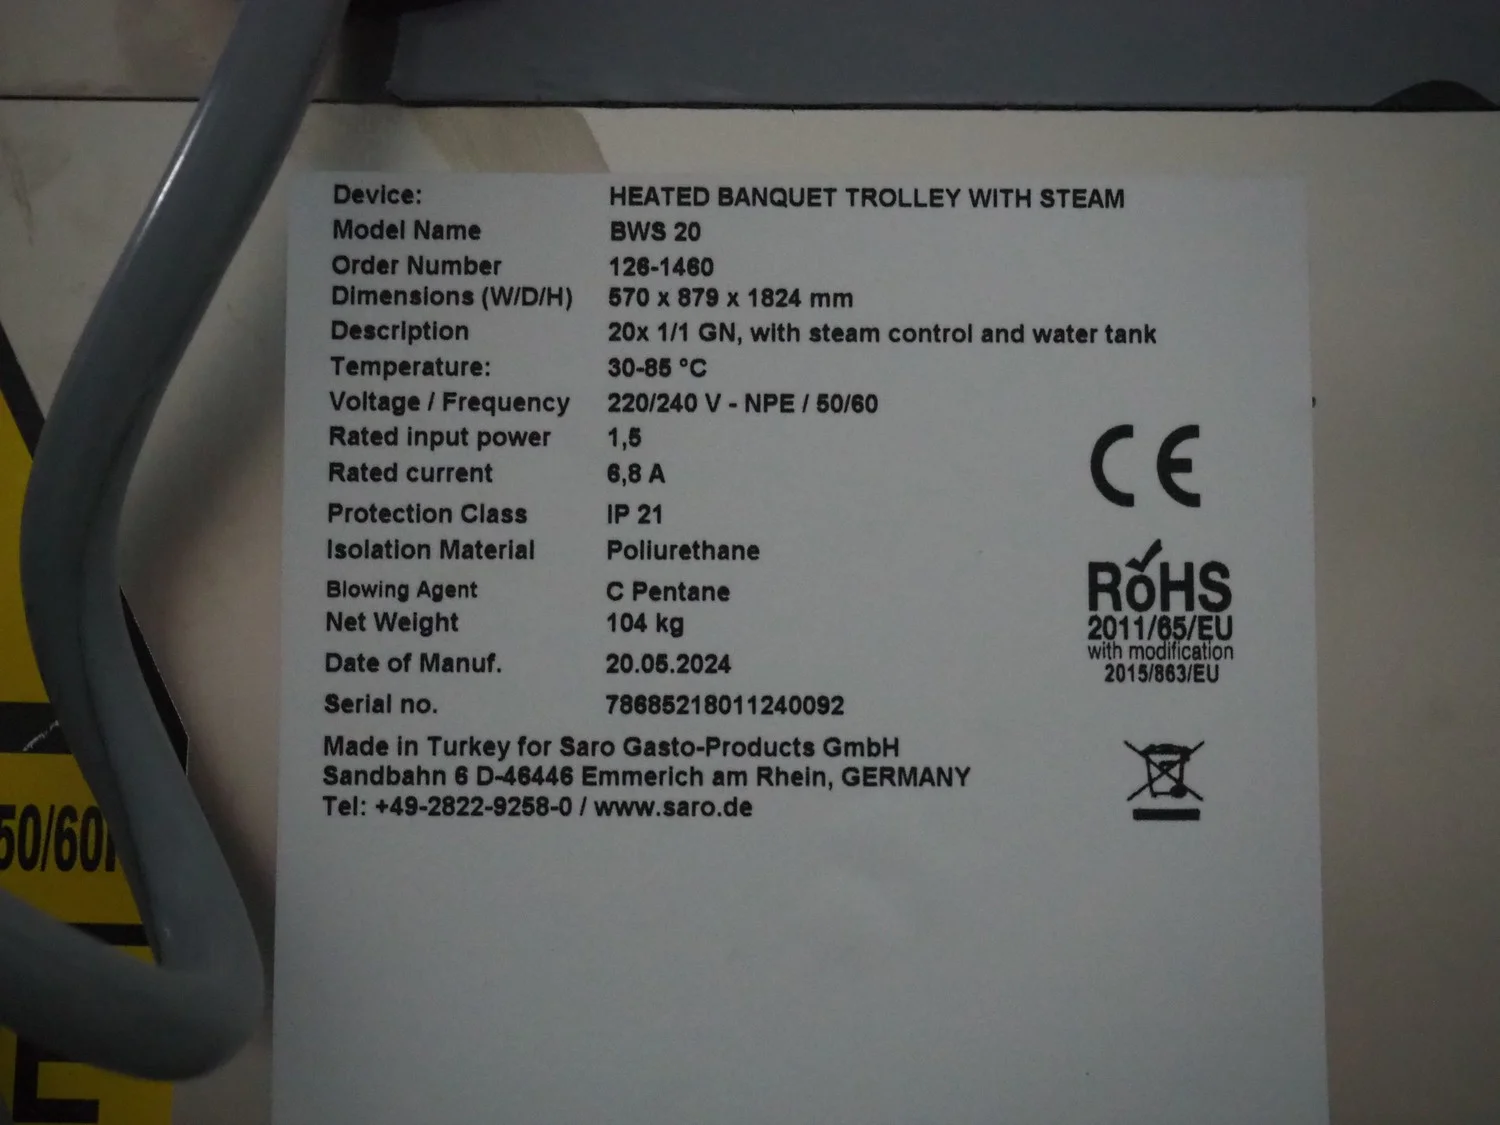 Device: HEATED BANQUET TROLLEY WITH STEAM
Model Name BWS 20
Order Number 126-1460
Dimensions (W/D/H) 570 x 879 x 1824 mm
Description 20x 1/1 GN, with steam control and water tank
Temperature: 30-85 °C
Voltage / Frequency 220/240 V - NPE / 50/60
Rated input power 1,5
Rated current 6,8 A
Protection Class IP 21
Isolation Material Poliurethane
Blowing Agent C Pentane
Net Weight 104 kg
Date of Manuf. 20.05.2024
Serial no. 78685218011240092
Made in Turkey for Saro Gasto-Products GmbH
Sandbahn 6 D-46446 Emmerich am Rhein, GERMANY
Tel: +49-2822-9258-0 / www.saro.de
CE
RoHS
2011/65/EU
with modification
2015/863/EU
50/60